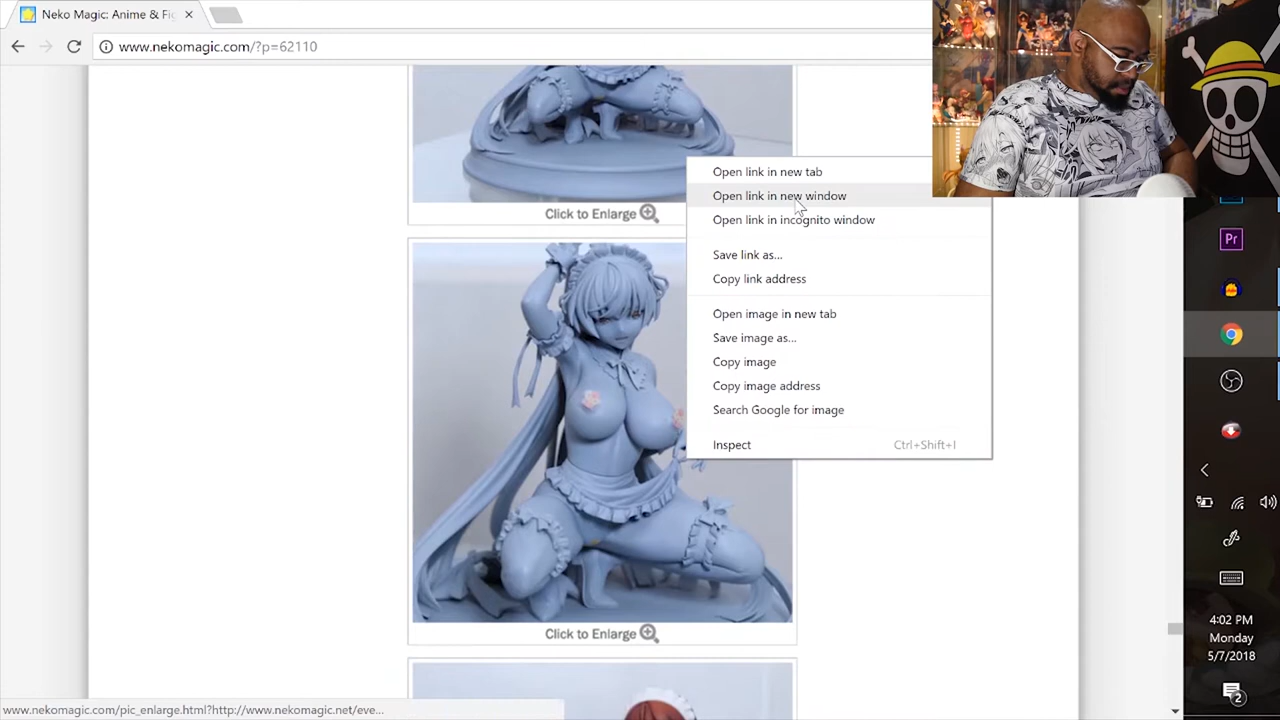 Neko Magic: Anime & Fig
www.nekomagic.com/?p=62110
Click to Enlarge
Open link in new tab
Open link in new window
Open link in incognito window
Save link as...
Copy link address
Open image in new tab
Save image as...
Copy image
Copy image address
Search Google for image
Inspect Ctrl+Shift+I
Click to Enlarge
Pr
4:02 PM
Monday
5/7/2018
2
www.nekomagic.com/pic_enlarge.html?http://www.nekomagic.net/eve...